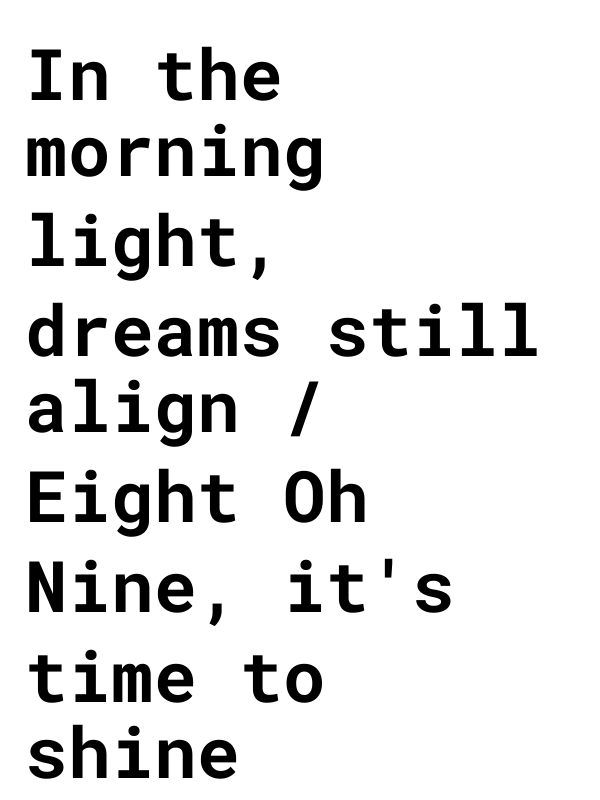 In the
morning
light,
dreams still
align /
Eight Oh
Nine, it's
time to
shine